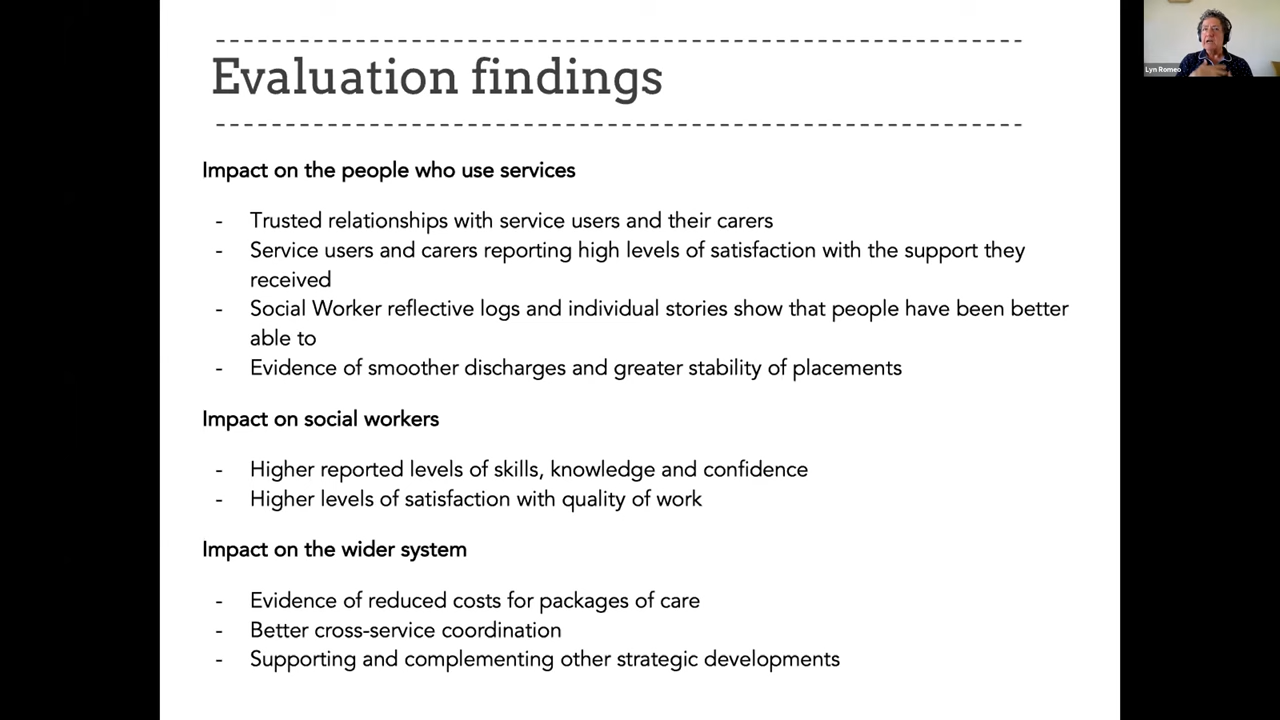 Evaluation findings
Lyn Romeo
Impact on the people who use services
- Trusted relationships with service users and their carers
- Service users and carers reporting high levels of satisfaction with the support they
received
- Social Worker reflective logs and individual stories show that people have been better
able to
- Evidence of smoother discharges and greater stability of placements
Impact on social workers
- Higher reported levels of skills, knowledge and confidence
- Higher levels of satisfaction with quality of work
Impact on the wider system
- Evidence of reduced costs for packages of care
- Better cross-service coordination
- Supporting and complementing other strategic developments